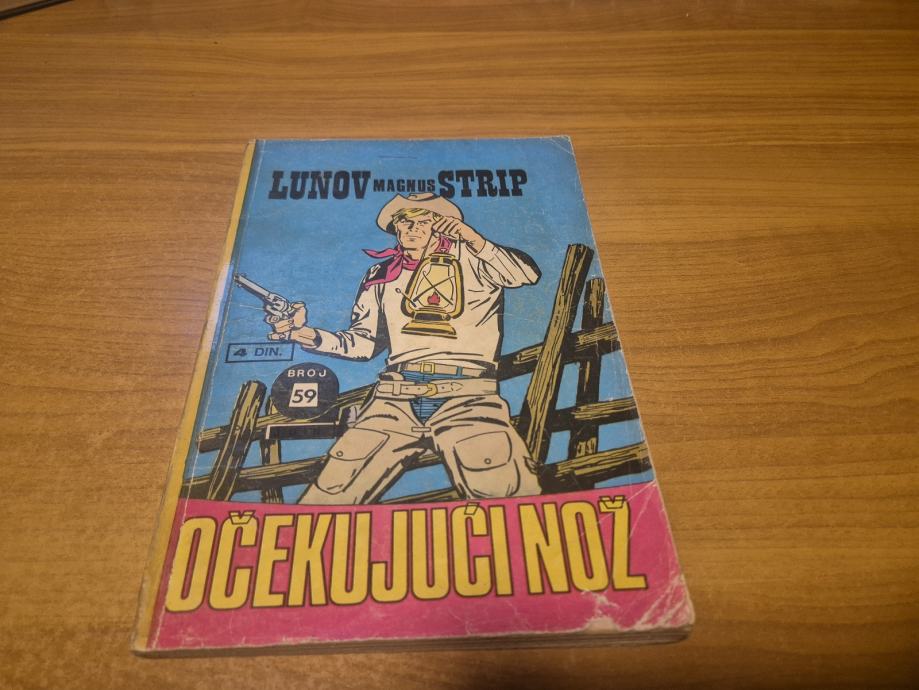 LUNOV MAGNUS STRIP
4 DIN.
BROJ
59
OČEKUJUĆI NOŽ